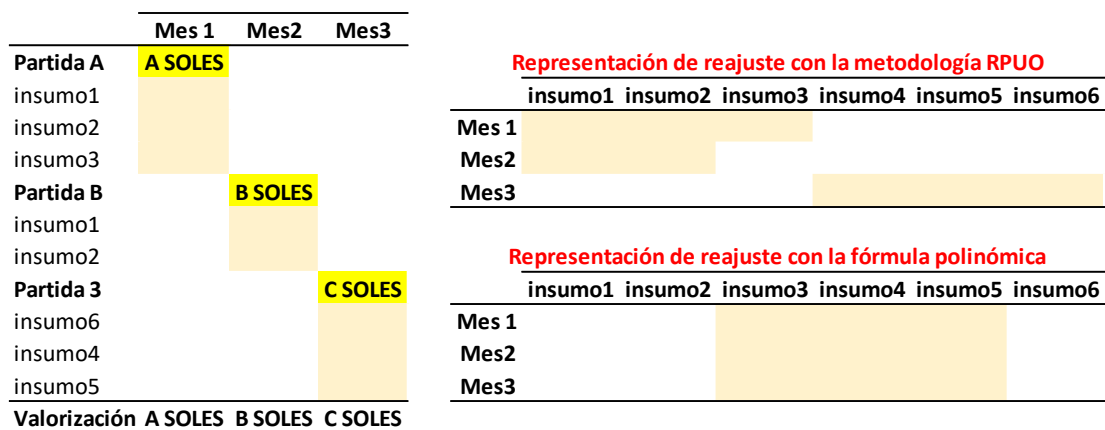 Mes 1 Mes2 Mes3
Partida A A SOLES
insumo1
insumo2
insumo3
Partida B B SOLES
insumo1
insumo2
Partida 3 C SOLES
insumo6
insumo4
insumo5
Valorización A SOLES B SOLES C SOLES
Representación de reajuste con la metodología RPUO
insumo1 insumo2 insumo3 insumo4 insumo5 insumo6
Mes 1
Mes2
Mes3
Representación de reajuste con la fórmula polinómica
insumo1 insumo2 insumo3 insumo4 insumo5 insumo6
Mes 1
Mes2
Mes3